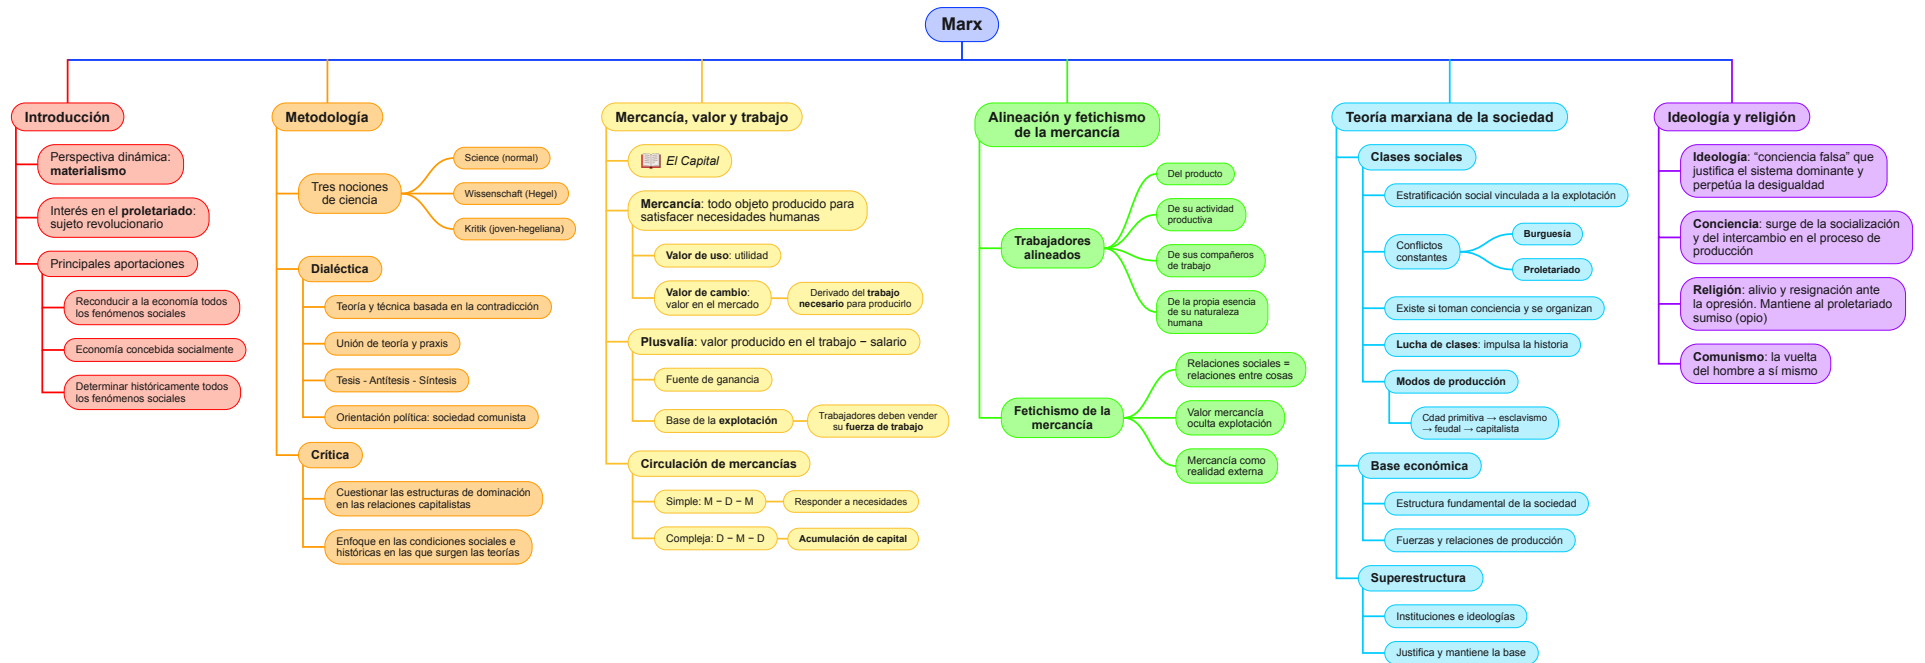 Marx
Introducción
Perspectiva dinámica:
materialismo
Interés en el proletariado:
sujeto revolucionario
Principales aportaciones
Reconducir a la economía todos
los fenómenos sociales
Economía concebida socialmente
Determinar históricamente todos
los fenómenos sociales
Metodología
Tres nociones
de ciencia
Science (normal)
Wissenschaft (Hegel)
Kritik (joven-hegeliana)
Dialéctica
Teoría y técnica basada en la contradicción
Unión de teoría y praxis
Tesis - Antítesis - Síntesis
Orientación política: sociedad comunista
Crítica
Cuestionar las estructuras de dominación
en las relaciones capitalistas
Enfoque en las condiciones sociales e
históricas en las que surgen las teorías
Mercancía, valor y trabajo
El Capital
Mercancía: todo objeto producido para
satisfacer necesidades humanas
Valor de uso: utilidad
Valor de cambio:
valor en el mercado
Derivado del trabajo
necesario para producirlo
Plusvalía: valor producido en el trabajo − salario
Fuente de ganancia
Base de la explotación
Trabajadores deben vender
su fuerza de trabajo
Circulación de mercancías
Simple: M − D − M
Responder a necesidades
Compleja: D − M − D
Acumulación de capital
Alineación y fetichismo
de la mercancía
Trabajadores
alineados
Del producto
De su actividad
productiva
De sus compañeros
de trabajo
De la propia esencia
de su naturaleza
humana
Fetichismo de la
mercancía
Relaciones sociales =
relaciones entre cosas
Valor mercancía
oculta explotación
Mercancía como
realidad externa
Teoría marxiana de la sociedad
Clases sociales
Estratificación social vinculada a la explotación
Conflictos
constantes
Burguesía
Proletariado
Existe si toman conciencia y se organizan
Lucha de clases: impulsa la historia
Modos de producción
Cdad primitiva → esclavismo
→ feudal → capitalista
Base económica
Estructura fundamental de la sociedad
Fuerzas y relaciones de producción
Superestructura
Instituciones e ideologías
Justifica y mantiene la base
Ideología y religión
Ideología: “conciencia falsa” que
justifica el sistema dominante y
perpetúa la desigualdad
Conciencia: surge de la socialización
y del intercambio en el proceso de
producción
Religión: alivio y resignación ante
la opresión. Mantiene al proletariado
sumiso (opio)
Comunismo: la vuelta
del hombre a sí mismo